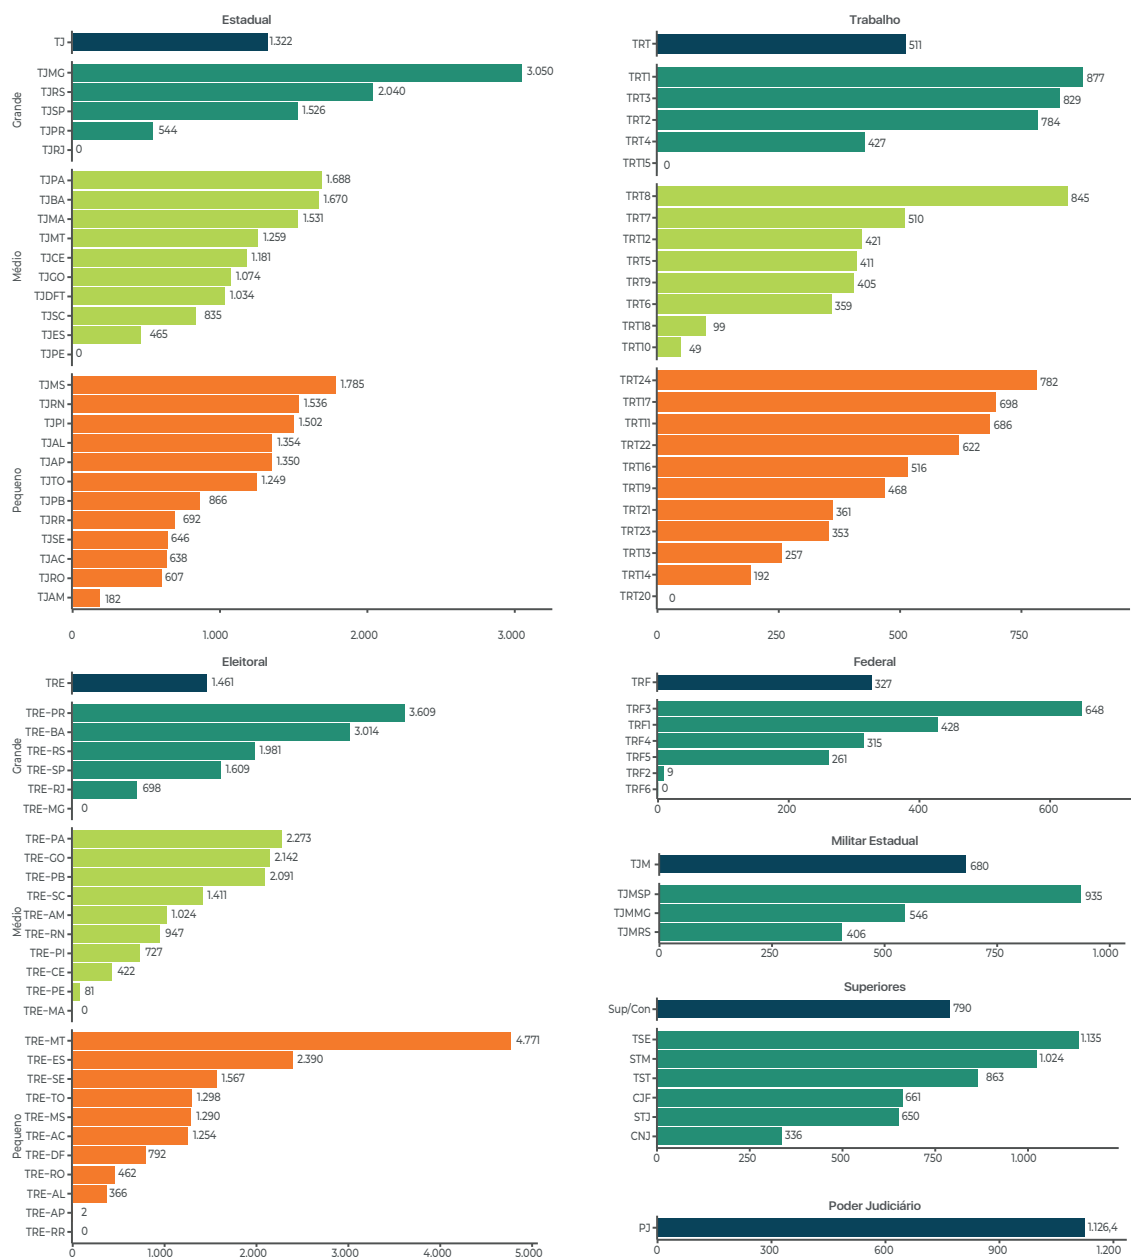 Estadual
TJ 1.322
Grande
TJMG 3.050
TJRS 2.040
TJSP 1.526
TJPR 544
TJRJ 0
Médio
TJPA 1.688
TJBA 1.670
TJMA 1.531
TJMT 1.259
TJCE 1.181
TJGO 1.074
TJDFT 1.034
TJSC 835
TJES 465
TJPE 0
Pequeno
TJMS 1.785
TJRN 1.536
TJPI 1.502
TJAL 1.354
TJAP 1.350
TJTO 1.249
TJPB 866
TJRR 692
TJSE 646
TJAC 638
TJRO 607
TJAM 182
0 1.000 2.000 3.000
Trabalho
TRT 511
TRT1 877
TRT3 829
TRT2 784
TRT4 427
TRT15 0
TRT8 845
TRT7 510
TRT12 421
TRT5 411
TRT9 405
TRT6 359
TRT18 99
TRT10 49
TRT24 782
TRT17 698
TRT11 686
TRT22 622
TRT16 516
TRT19 468
TRT21 361
TRT23 353
TRT13 257
TRT14 192
TRT20 0
0 250 500 750
Eleitoral
TRE 1.461
Grande
TRE-PR 3.609
TRE-BA 3.014
TRE-RS 1.981
TRE-SP 1.609
TRE-RJ 698
TRE-MG 0
Médio
TRE-PA 2.273
TRE-GO 2.142
TRE-PB 2.091
TRE-SC 1.411
TRE-AM 1.024
TRE-RN 947
TRE-PI 727
TRE-CE 422
TRE-PE 81
TRE-MA 0
Pequeno
TRE-MT 4.771
TRE-ES 2.390
TRE-SE 1.567
TRE-TO 1.298
TRE-MS 1.290
TRE-AC 1.254
TRE-DF 792
TRE-RO 462
TRE-AL 366
TRE-AP 2
TRE-RR 0
0 1.000 2.000 3.000 4.000 5.000
Federal
TRF 327
TRF3 648
TRF1 428
TRF4 315
TRF5 261
TRF2 9
TRF6 0
0 200 400 600
Militar Estadual
TJM 680
TJMSP 935
TJMMG 546
TJMRS 406
0 250 500 750 1.000
Superiores
Sup/Con 790
TSE 1.135
STM 1.024
TST 863
CJF 661
STJ 650
CNJ 336
0 250 500 750 1.000
Poder Judiciário
PJ 1.126,4
0 300 600 900 1.200